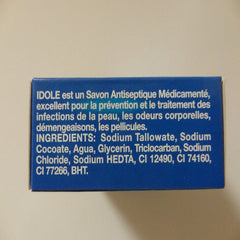 IDOLE est un Savon Antiseptique Médicamenté,
excellent pour la prévention et le traitement des
infections de la peau, les odeurs corporelles,
démengeaisons, les pellicules.
INGREDIENTS: Sodium Tallowate, Sodium
Cocoate, Aqua, Glycerin, Triclocarban, Sodium
Chloride, Sodium HEDTA, CI 12490, CI 74160,
CI 77266, BHT.